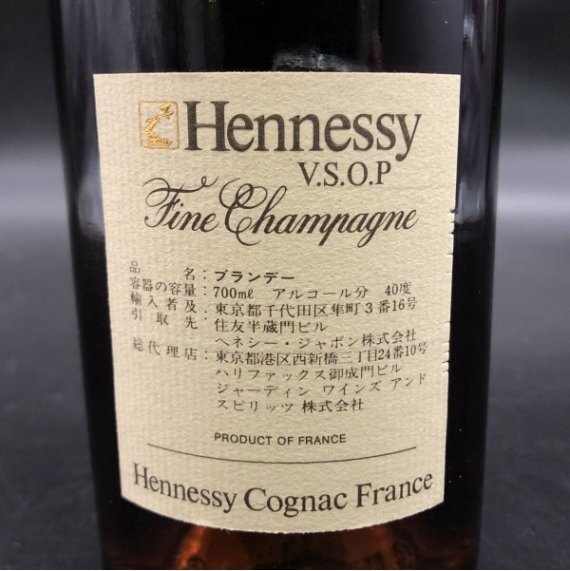 Hennessy
V.S.O.P
Fine Champagne
品名：ブランデー
容器の容量：700mℓ アルコール分 40度
輸入者及び引取先：東京都千代田区隼町3番16号
住友半蔵門ビル
ヘネシー・ジャポン株式会社
総代理店：東京都港区西新橋三丁目24番10号
ハリファックス御成門ビル
ジャーディン ワインズ アンド
スピリッツ 株式会社
PRODUCT OF FRANCE
Hennessy Cognac France